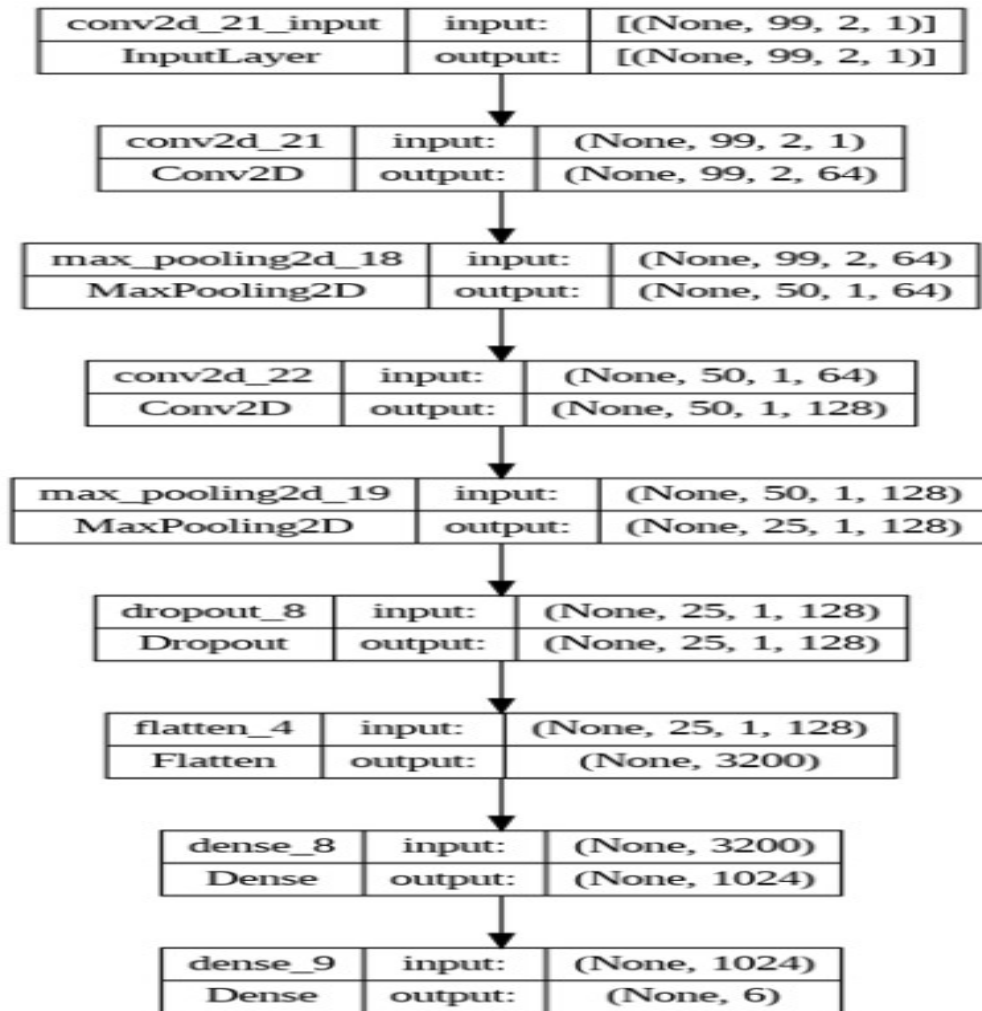 conv2d_21_input input: [(None, 99, 2, 1)]
InputLayer output: [(None, 99, 2, 1)]
conv2d_21 input: (None, 99, 2, 1)
Conv2D output: (None, 99, 2, 64)
max_pooling2d_18 input: (None, 99, 2, 64)
MaxPooling2D output: (None, 50, 1, 64)
conv2d_22 input: (None, 50, 1, 64)
Conv2D output: (None, 50, 1, 128)
max_pooling2d_19 input: (None, 50, 1, 128)
MaxPooling2D output: (None, 25, 1, 128)
dropout_8 input: (None, 25, 1, 128)
Dropout output: (None, 25, 1, 128)
flatten_4 input: (None, 25, 1, 128)
Flatten output: (None, 3200)
dense_8 input: (None, 3200)
Dense output: (None, 1024)
dense_9 input: (None, 1024)
Dense output: (None, 6)